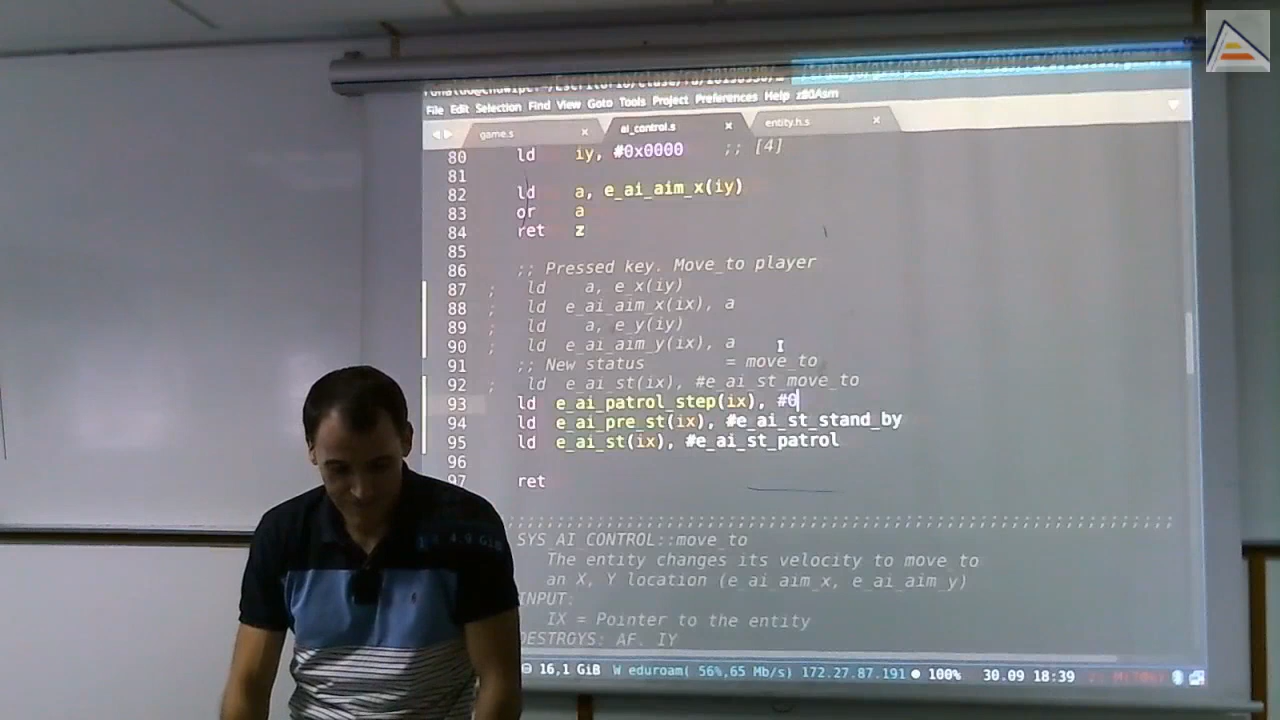 File Edit Selection Find View Goto Tools Project Preferences Help z80Asm
game.s ai_control.s entity.h.s
80 ld iy, #0x0000 ;; [4]
81
82 ld a, e_ai_aim_x(iy)
83 or a
84 ret z
85
86 ;; Pressed key. Move_to player
87 ; ld a, e_x(iy)
88 ; ld e_ai_aim_x(ix), a
89 ; ld a, e_y(iy)
90 ; ld e_ai_aim_y(ix), a
91 ;; New status = move_to
92 ; ld e_ai_st(ix), #e_ai_st_move_to
93 ld e_ai_patrol_step(ix), #0
94 ld e_ai_pre_st(ix), #e_ai_st_stand_by
95 ld e_ai_st(ix), #e_ai_st_patrol
96
97 ret
;;;;;;;;;;;;;;;;;;;;;;;;;;;;;;;;;;;;;;;;;;;;;;;;;;;;;;;;;;;;;;;;;;
SYS_AI_CONTROL::move_to
The entity changes its velocity to move to
an X, Y location (e_ai_aim_x, e_ai_aim_y)
INPUT:
IX = Pointer to the entity
DESTROYS: AF, IY
16,1 GiB W eduroam( 56%,65 Mb/s) 172.27.87.191 100% 30.09 18:39